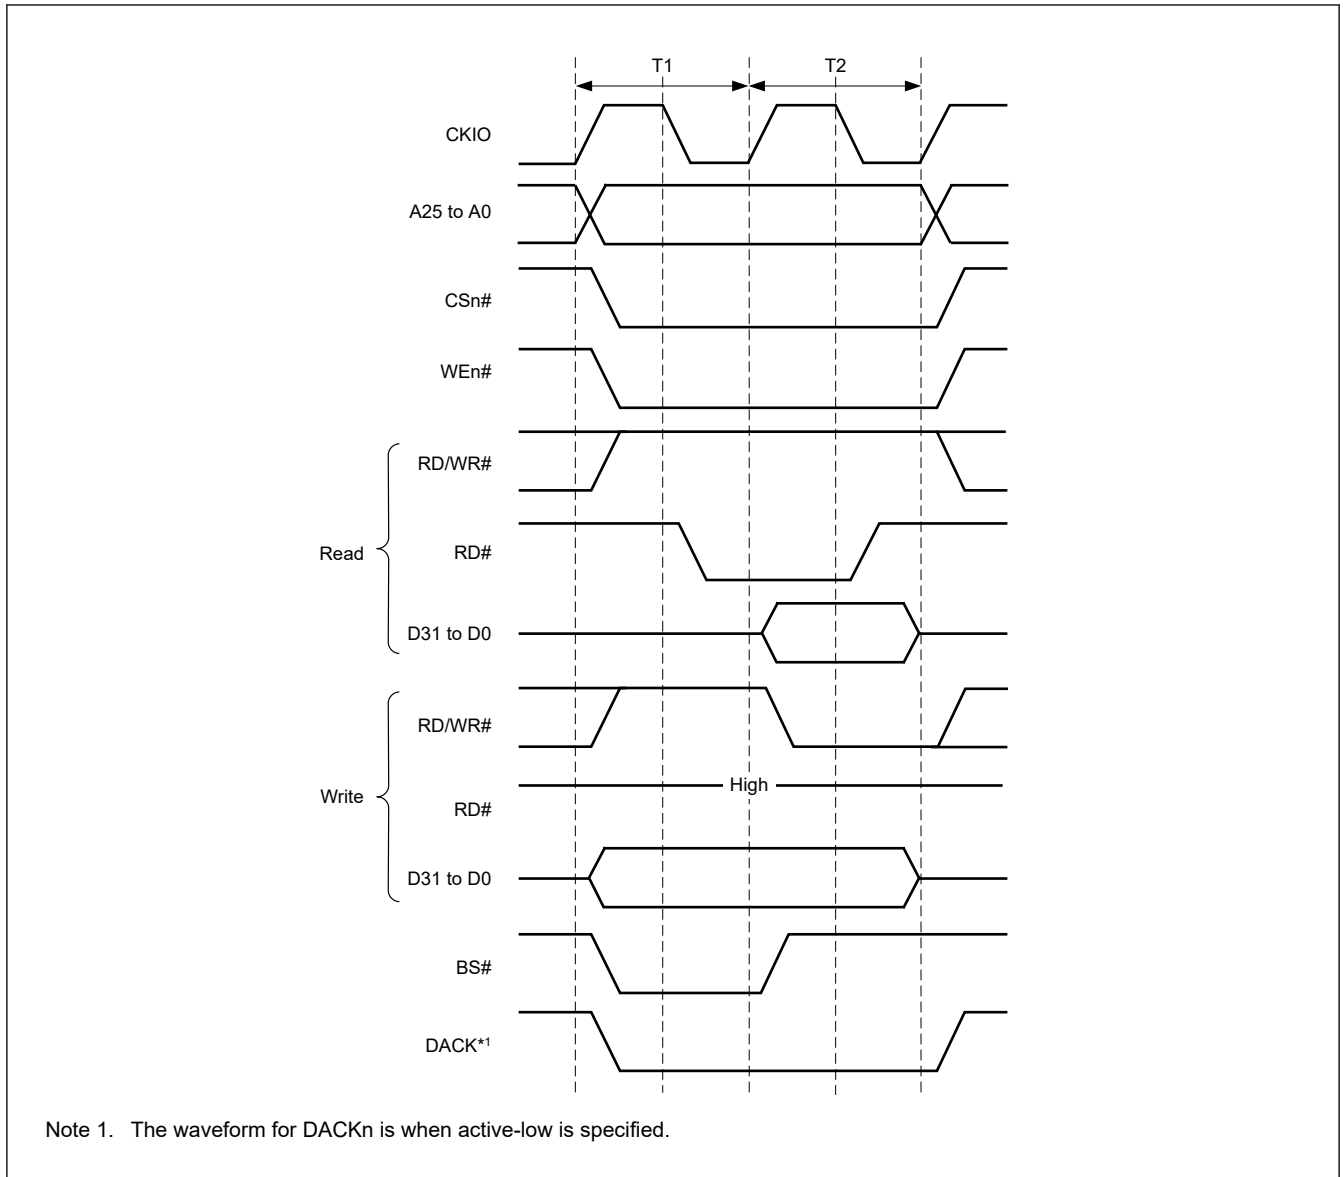 T1 T2
CKIO
A25 to A0
CSn#
WEn#
RD/WR#
Read
RD#
D31 to D0
RD/WR#
High
Write
RD#
D31 to D0
BS#
DACK*1
Note 1. The waveform for DACKn is when active-low is specified.